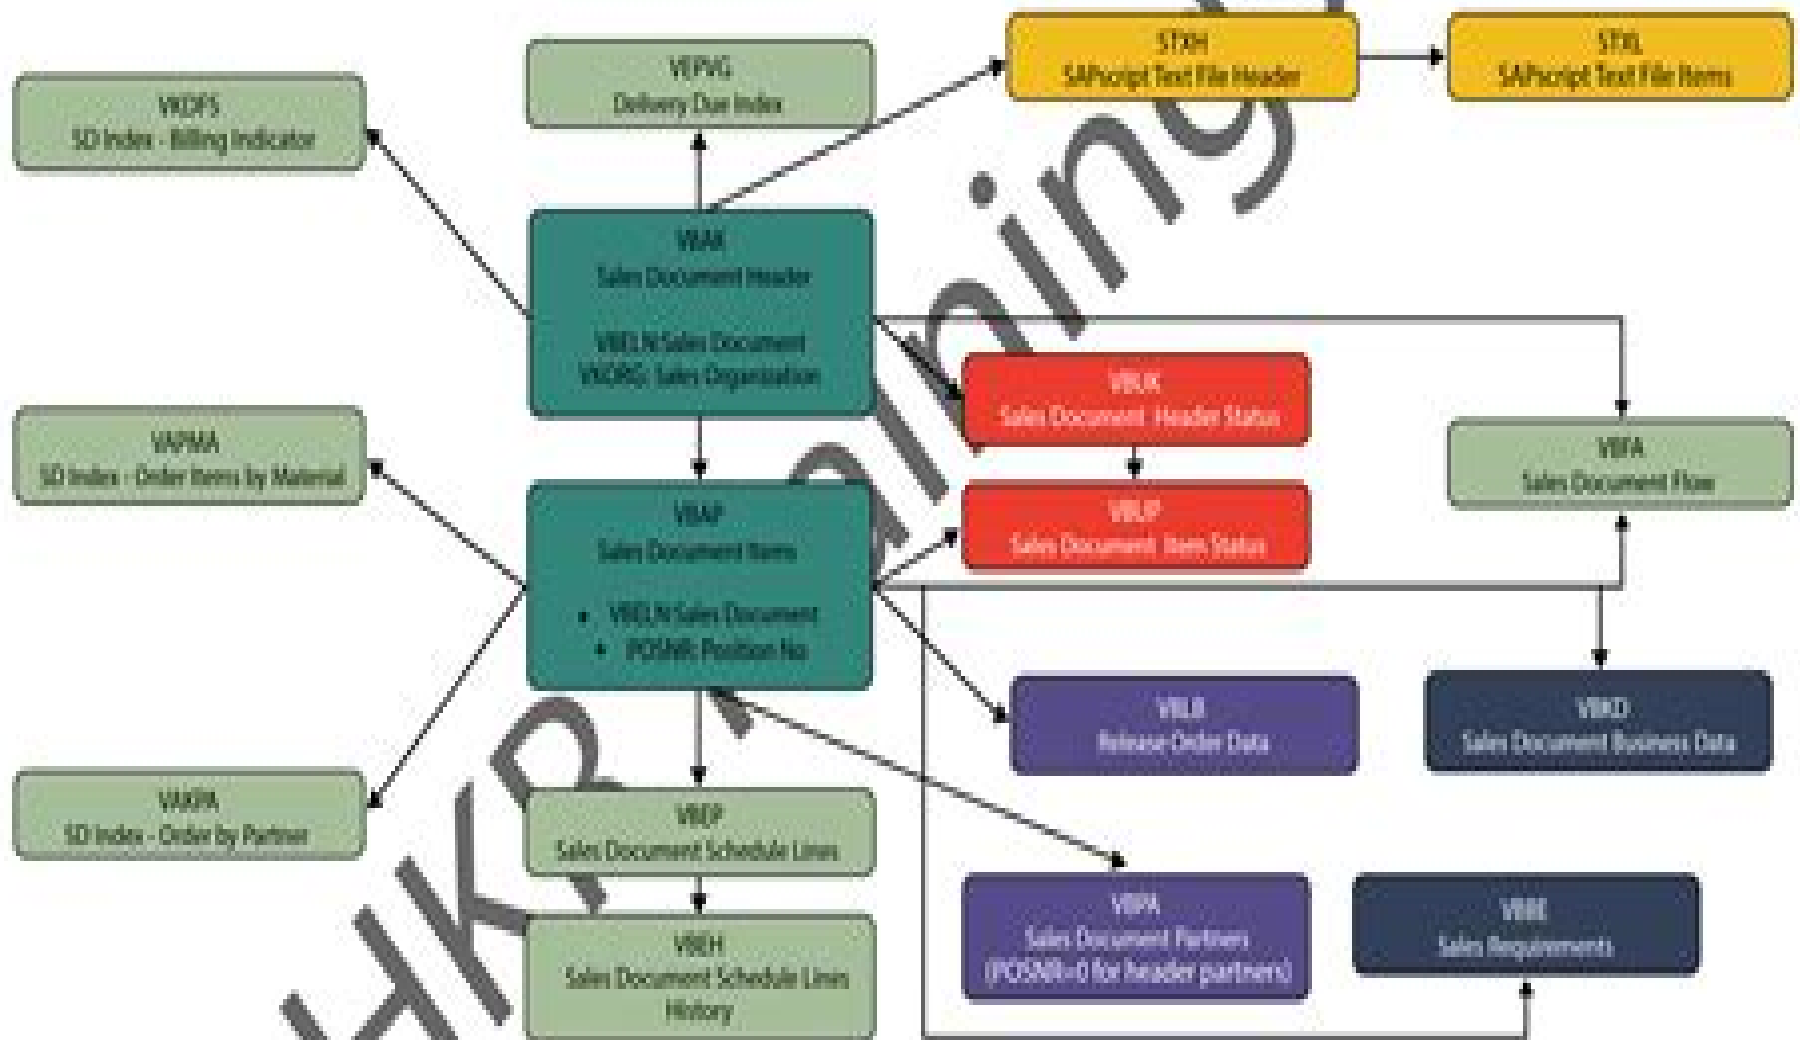 STXH
SAPscript Text File Header
STXL
SAPscript Text File Items
VEPVG
Delivery Due Index
VKDFS
SD Index - Billing Indicator
VBAK
Sales Document Header
VBELN:Sales Document
VKORG: Sales Organization
VBUK
Sales Document Header Status
VAPMA
SD Index - Order Items by Material
VBFA
Sales Document Flow
VBAP
Sales Document Items
• VBELN:Sales Document
• POSNR: Position No
VBUP
Sales Document Item Status
VBLB
Release Order Data
VBKD
Sales Document Business Data
VAKPA
SD Index - Order by Partner
VBEP
Sales Document Schedule Lines
VBPA
Sales Document Partners
(POSNR=0 for header partners)
VBBE
Sales Requirements
VBEH
Sales Document Schedule Lines
History